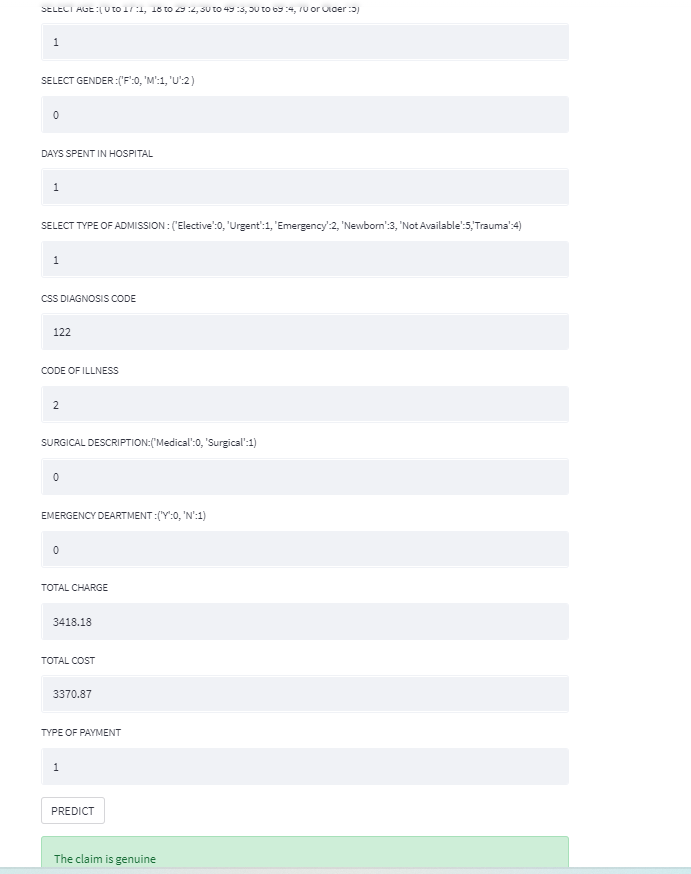 SELECT AGE :( 0 to 17 :1, '18 to 29 :2, 30 to 49 :3, 50 to 69 :4, 70 or Older :5)
1
SELECT GENDER :('F':0, 'M':1, 'U':2 )
0
DAYS SPENT IN HOSPITAL
1
SELECT TYPE OF ADMISSION : ('Elective':0, 'Urgent':1, 'Emergency':2, 'Newborn':3, 'Not Available':5,'Trauma':4)
1
CSS DIAGNOSIS CODE
122
CODE OF ILLNESS
2
SURGICAL DESCRIPTION:('Medical':0, 'Surgical':1)
0
EMERGENCY DEARTMENT :('Y':0, 'N':1)
0
TOTAL CHARGE
3418.18
TOTAL COST
3370.87
TYPE OF PAYMENT
1
PREDICT
The claim is genuine